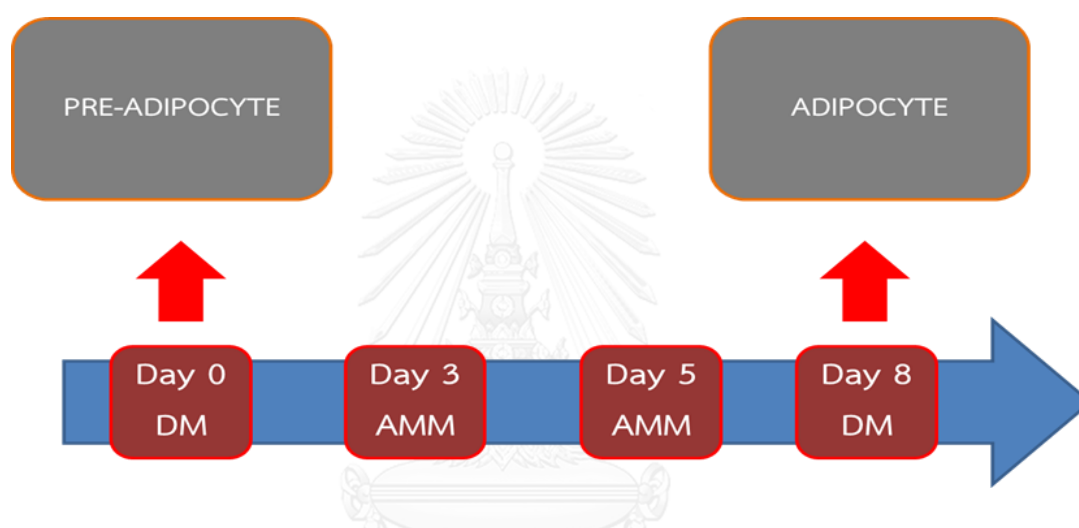 PRE-ADIPOCYTE
ADIPOCYTE
Day 0
DM
Day 3
AMM
Day 5
AMM
Day 8
DM